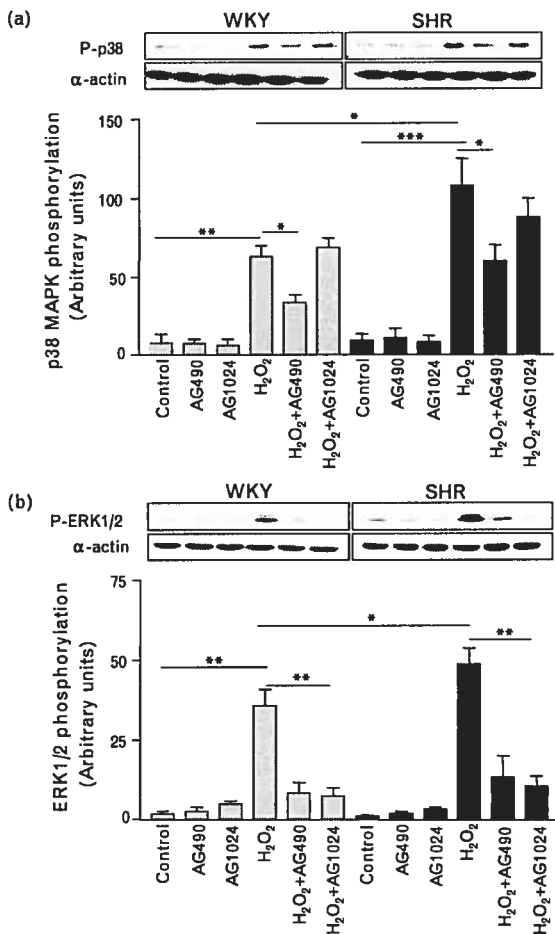 (a)
WKY SHR
P-p38
α-actin
p38 MAPK phosphorylation
(Arbitrary units)
150
100
50
0
** * * *** *
Control AG490 AG1024 H₂O₂ H₂O₂+AG490 H₂O₂+AG1024 Control AG490 AG1024 H₂O₂ H₂O₂+AG490 H₂O₂+AG1024
(b)
WKY SHR
P-ERK1/2
α-actin
ERK1/2 phosphorylation
(Arbitrary units)
75
50
25
0
** ** * **
Control AG490 AG1024 H₂O₂ H₂O₂+AG490 H₂O₂+AG1024 Control AG490 AG1024 H₂O₂ H₂O₂+AG490 H₂O₂+AG1024